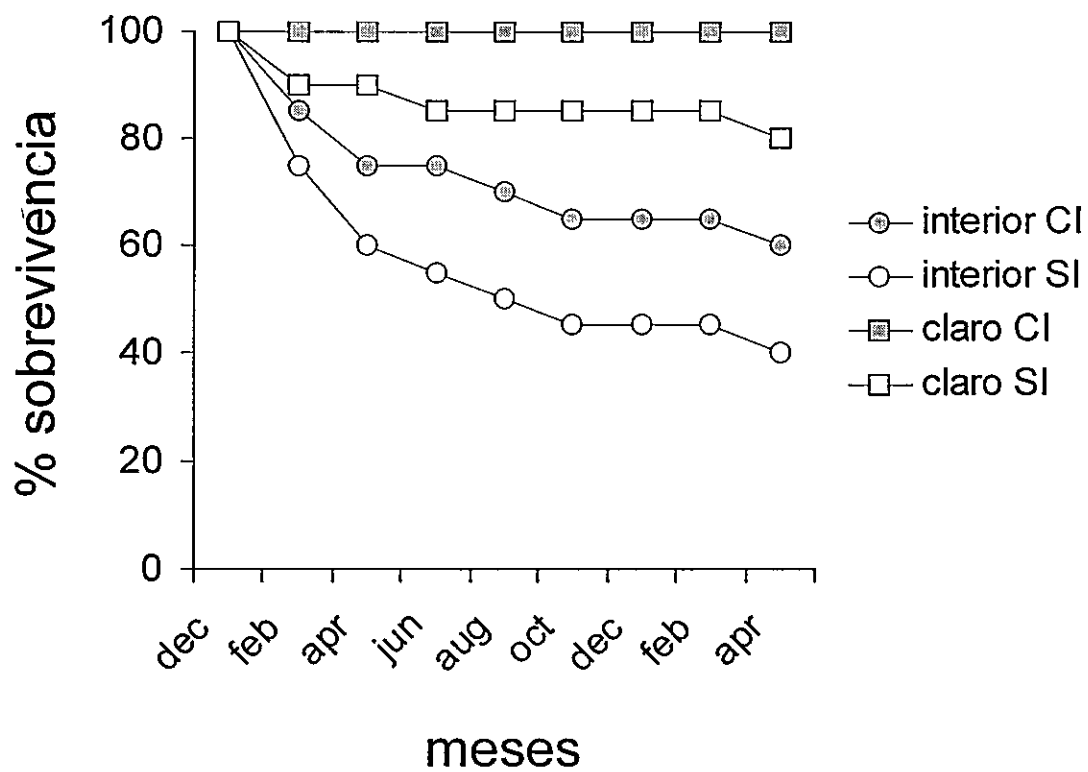 % sobrevivência
100
80
60
40
20
0
dec
feb
apr
jun
aug
oct
dec
feb
apr
meses
interior CI
interior SI
claro CI
claro SI